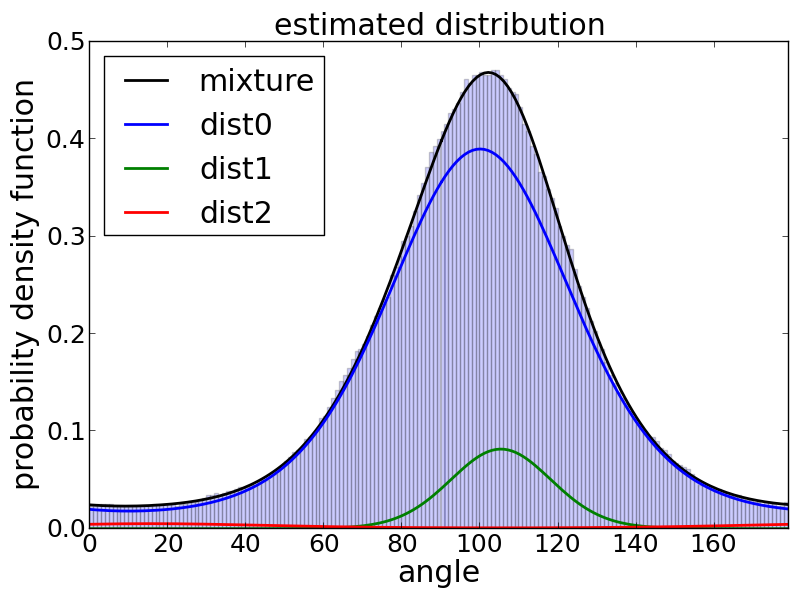 estimated distribution
probability density function
0.5
0.4
0.3
0.2
0.1
0.0
mixture
dist0
dist1
dist2
0 20 40 60 80 100 120 140 160
angle